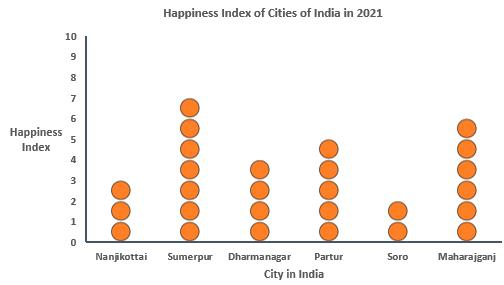 Happiness Index of Cities of India in 2021
10
9
8
7
6
5
4
3
2
1
0
Happiness
Index
Nanjikottai Sumerpur Dharmanagar Partur Soro Maharajganj
City in India